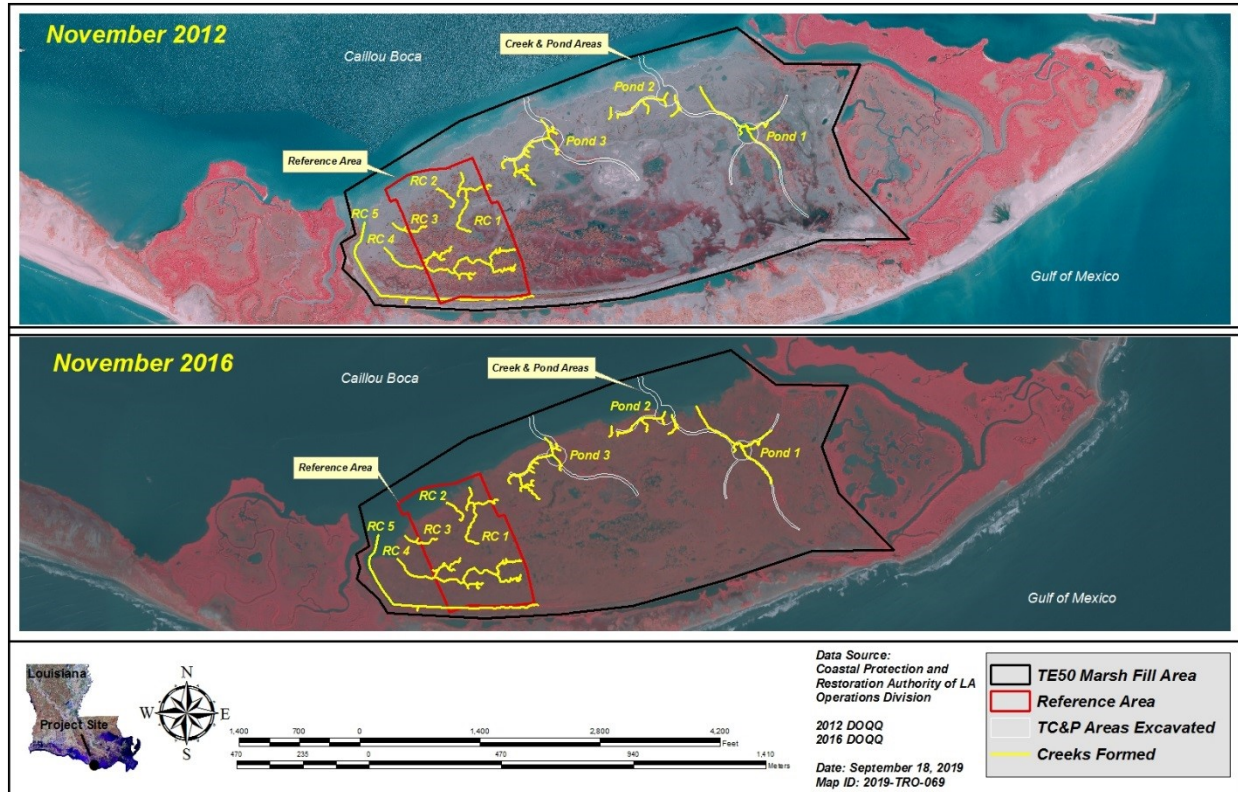 November 2012
Caillou Boca
Creek & Pond Areas
Pond 2
Pond 1
Pond 3
Reference Area
RC 2
RC 5
RC 3
RC 1
RC 4
Gulf of Mexico
November 2016
Caillou Boca
Creek & Pond Areas
Pond 2
Pond 1
Pond 3
Reference Area
RC 2
RC 5
RC 3
RC 1
RC 4
Gulf of Mexico
Gulf of Mexico
Louisiana
Project Site
N
W E
S
1,400 700 0 1,400 2,800 4,200
Feet
470 235 0 470 940 1,410
Meters
Data Source:
Coastal Protection and
Restoration Authority of LA
Operations Division
2012 DOQQ
2016 DOQQ
Date: September 18, 2019
Map ID: 2019-TRO-069
TE50 Marsh Fill Area
Reference Area
TC&P Areas Excavated
Creeks Formed